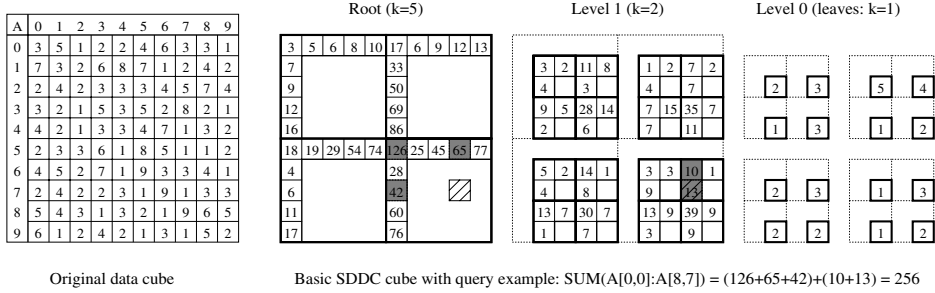 A 0 1 2 3 4 5 6 7 8 9
0 3 5 1 2 2 4 6 3 3 1
1 7 3 2 6 8 7 1 2 4 2
2 2 4 2 3 3 3 4 5 7 4
3 3 2 1 5 3 5 2 8 2 1
4 4 2 1 3 3 4 7 1 3 2
5 2 3 3 6 1 8 5 1 1 2
6 4 5 2 7 1 9 3 3 4 1
7 2 4 2 2 3 1 9 1 3 3
8 5 4 3 1 3 2 1 9 6 5
9 6 1 2 4 2 1 3 1 5 2
Original data cube
Root (k=5)
3 5 6 8 10 17 6 9 12 13
7 33
9 50
12 69
16 86
18 19 29 54 74 126 25 45 65 77
4 28
6 42
11 60
17 76
Level 1 (k=2)
3 2 11 8 1 2 7 2
4 3 4 7
9 5 28 14 7 15 35 7
2 6 7 11
5 2 14 1 3 3 10 1
4 8 9 13
13 7 30 7 13 9 39 9
1 7 3 9
Level 0 (leaves: k=1)
2 3 5 4
1 3 1 2
2 3 1 3
2 2 2 2
Basic SDDC cube with query example: SUM(A[0,0]:A[8,7]) = (126+65+42)+(10+13) = 256